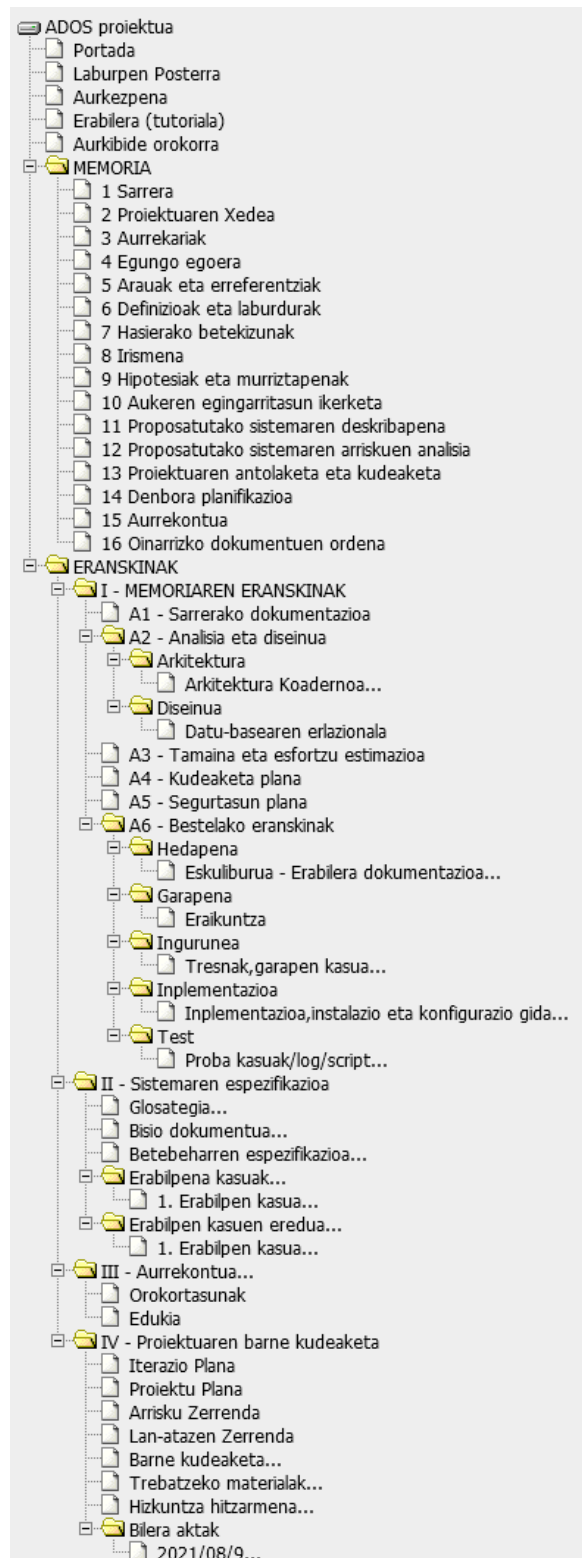 ADOS proiektua
Portada
Laburpen Posterra
Aurkezpena
Erabilera (tutoriala)
Aurkibide orokorra
MEMORIA
1 Sarrera
2 Proiektuaren Xedea
3 Aurrekariak
4 Egungo egoera
5 Arauak eta erreferentziak
6 Definizioak eta laburdurak
7 Hasierako betekizunak
8 Irismena
9 Hipotesiak eta murriztapenak
10 Aukeren egingarritasun ikerketa
11 Proposatutako sistemaren deskribapena
12 Proposatutako sistemaren arriskuen analisia
13 Proiektuaren antolaketa eta kudeaketa
14 Denbora planifikazioa
15 Aurrekontua
16 Oinarrizko dokumentuen ordena
ERANSKINAK
I - MEMORIAREN ERANSKINAK
A1 - Sarrerako dokumentazioa
A2 - Analisia eta diseinua
Arkitektura
Arkitektura Koadernoa...
Diseinua
Datu-basearen erlazionala
A3 - Tamaina eta esfortzu estimazioa
A4 - Kudeaketa plana
A5 - Segurtasun plana
A6 - Bestelako eranskinak
Hedapena
Eskuliburua - Erabilera dokumentazioa...
Garapena
Eraikuntza
Ingurunea
Tresnak,garapen kasua...
Inplementazioa
Inplementazioa,instalazio eta konfigurazio gida...
Test
Proba kasuak/log/script...
II - Sistemaren espezifikazioa
Glosategia...
Bisio dokumentua...
Betebeharren espezifikazioa...
Erabilpena kasuak...
1. Erabilpen kasua...
Erabilpen kasuen eredua...
1. Erabilpen kasua...
III - Aurrekontua...
Orokortasunak
Edukia
IV - Proiektuaren barne kudeaketa
Iterazio Plana
Proiektu Plana
Arrisku Zerrenda
Lan-atazen Zerrenda
Barne kudeaketa...
Trebatzeko materialak...
Hizkuntza hitzarmena...
Bilera aktak
2021/08/9...